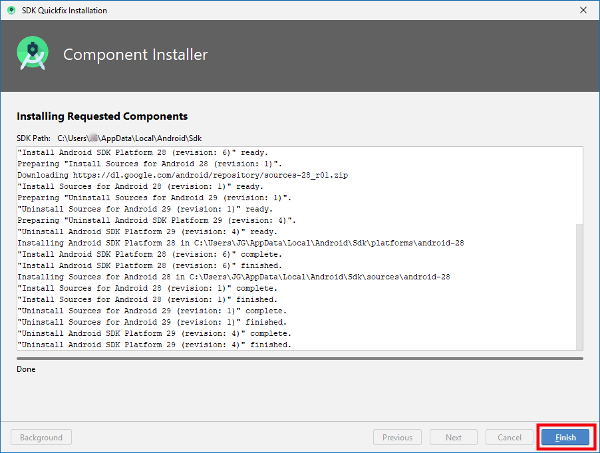 SDK Quickfix Installation
Component Installer
Installing Requested Components
SDK Path: C:\Users\ \AppData\Local\Android\Sdk
"Install Android SDK Platform 28 (revision: 6)" ready.
Preparing "Install Sources for Android 28 (revision: 1)".
Downloading https://dl.google.com/android/repository/sources-28_r01.zip
"Install Sources for Android 28 (revision: 1)" ready.
Preparing "Uninstall Sources for Android 29 (revision: 1)".
"Uninstall Sources for Android 29 (revision: 1)" ready.
Preparing "Uninstall Android SDK Platform 29 (revision: 4)".
"Uninstall Android SDK Platform 29 (revision: 4)" ready.
Installing Android SDK Platform 28 in C:\Users\JG\AppData\Local\Android\Sdk\platforms\android-28
"Install Android SDK Platform 28 (revision: 6)" complete.
"Install Android SDK Platform 28 (revision: 6)" finished.
Installing Sources for Android 28 in C:\Users\JG\AppData\Local\Android\Sdk\sources\android-28
"Install Sources for Android 28 (revision: 1)" complete.
"Install Sources for Android 28 (revision: 1)" finished.
"Uninstall Sources for Android 29 (revision: 1)" complete.
"Uninstall Sources for Android 29 (revision: 1)" finished.
"Uninstall Android SDK Platform 29 (revision: 4)" complete.
"Uninstall Android SDK Platform 29 (revision: 4)" finished.
Done
Background Previous Next Cancel Finish